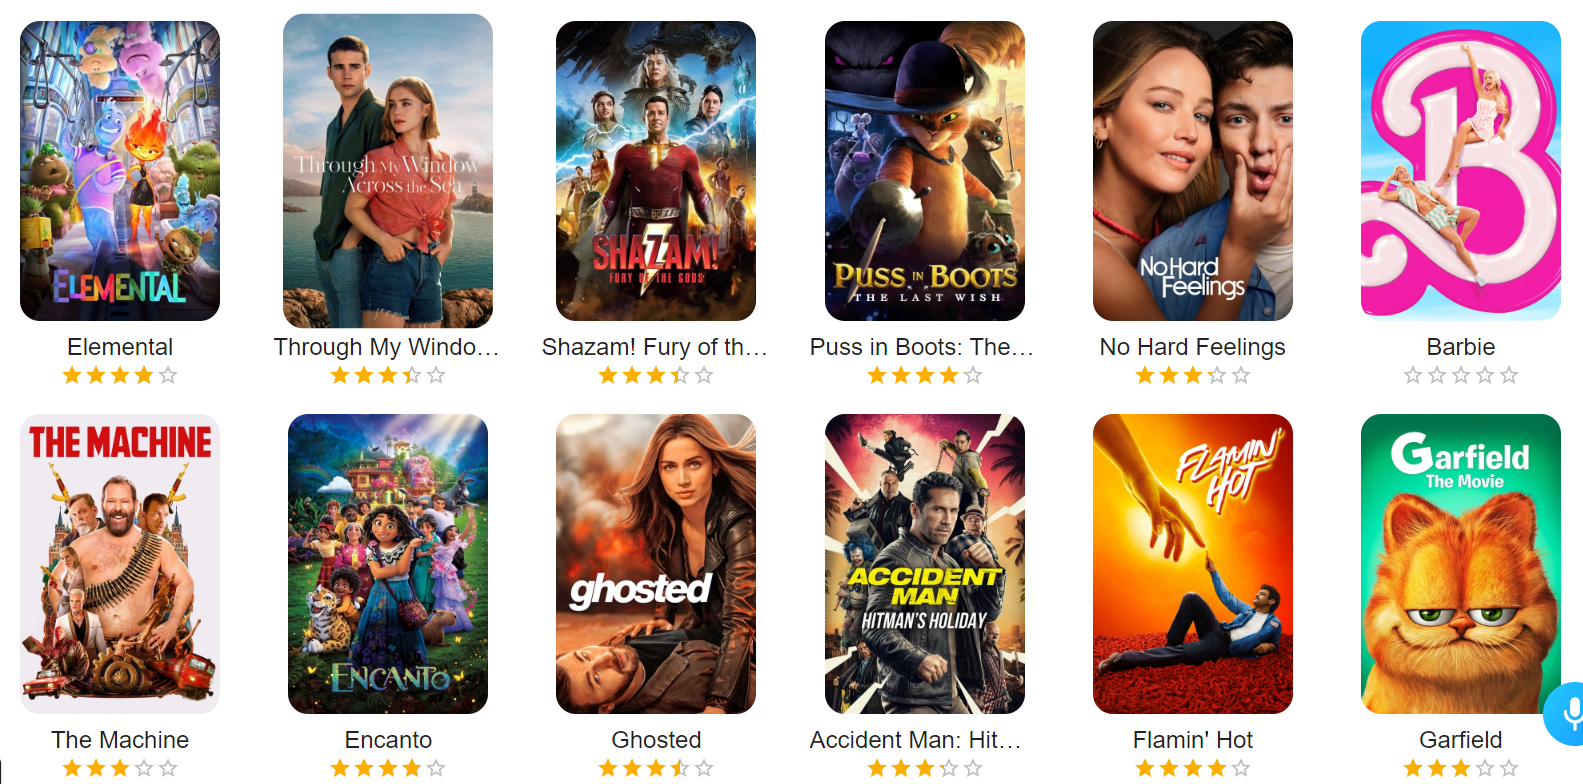 ELEMENTAL
Through My Window
Across the Sea
SHAZAM!
FURY OF THE GODS
PUSS IN BOOTS
THE LAST WISH
No Hard
Feelings
B
Elemental
Through My Windo...
Shazam! Fury of th...
Puss in Boots: The...
No Hard Feelings
Barbie
THE MACHINE
ENCANTO
ghosted
ACCIDENT
MAN
HITMAN'S HOLIDAY
FLAMIN'
HOT
Garfield
The Movie
The Machine
Encanto
Ghosted
Accident Man: Hit...
Flamin' Hot
Garfield